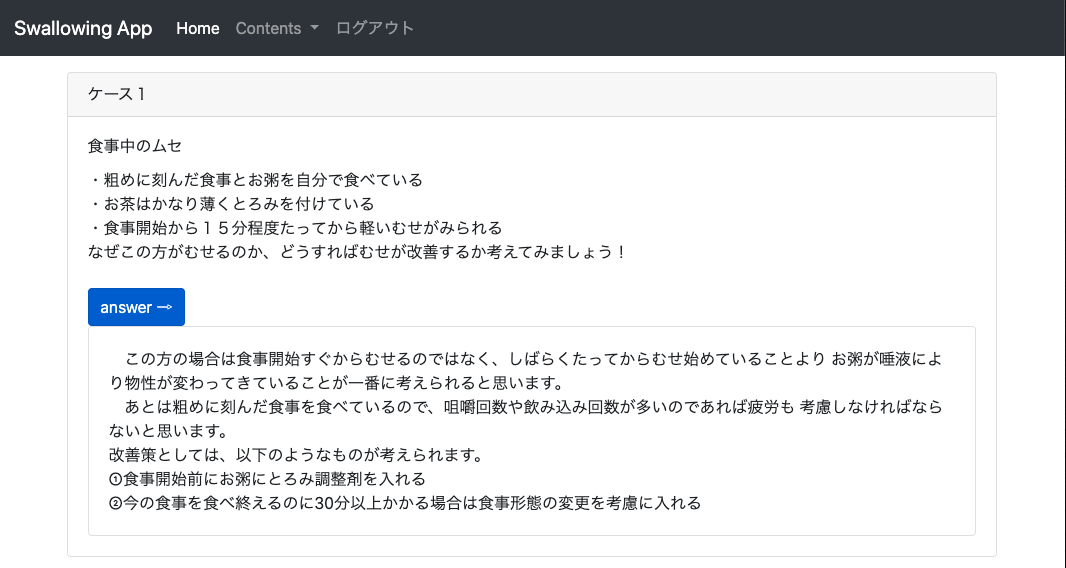 Swallowing App Home Contents ログアウト
ケース1
食事中のムセ
・粗めに刻んだ食事とお粥を自分で食べている
・お茶はかなり薄くとろみを付けている
・食事開始から１５分程度たってから軽いむせがみられる
なぜこの方がむせるのか、どうすればむせが改善するか考えてみましょう！
answer →
この方の場合は食事開始すぐからむせるのではなく、しばらくたってからむせ始めていることより お粥が唾液によ
り物性が変わってきていることが一番に考えられると思います。
あとは粗めに刻んだ食事を食べているので、咀嚼回数や飲み込み回数が多いのであれば疲労も 考慮しなければなら
ないと思います。
改善策としては、以下のようなものが考えられます。
①食事開始前にお粥にとろみ調整剤を入れる
②今の食事を食べ終えるのに30分以上かかる場合は食事形態の変更を考慮に入れる